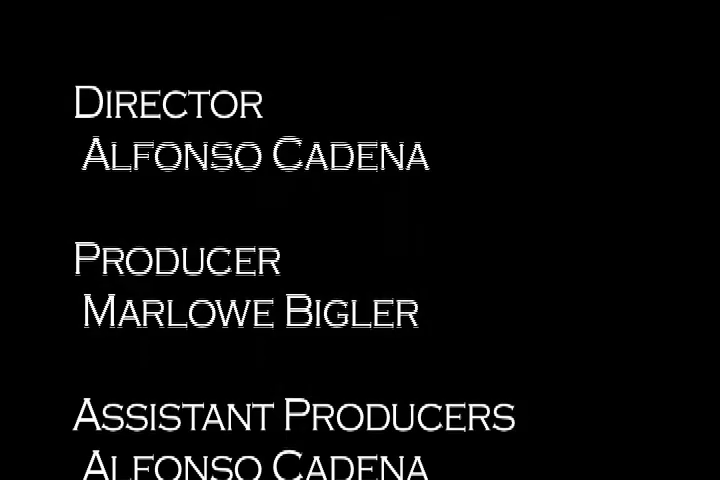 DIRECTOR
ALFONSO CADENA
PRODUCER
MARLOWE BIGLER
ASSISTANT PRODUCERS
ALFONSO CADENA